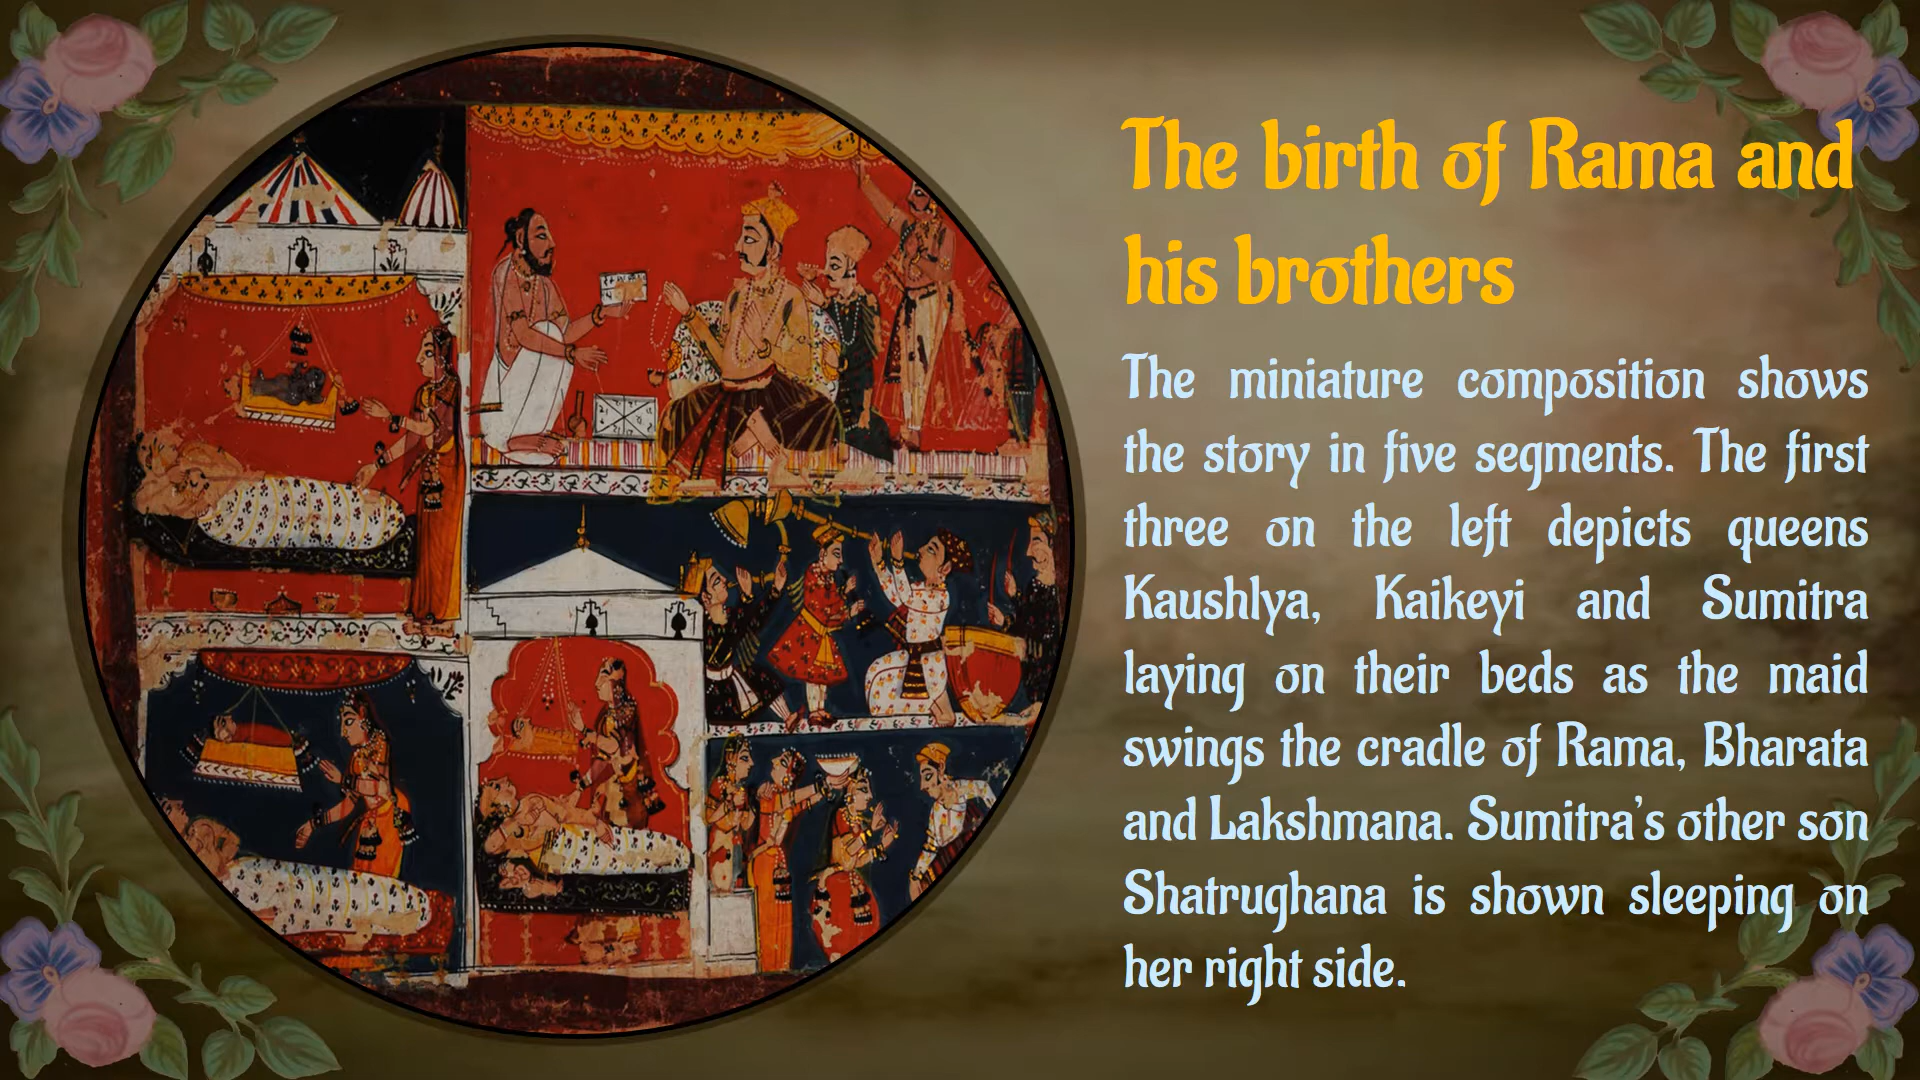 The birth of Rama and
his brothers
The miniature composition shows
the story in five segments. The first
three on the left depicts queens
Kaushlya, Kaikeyi and Sumitra
laying on their beds as the maid
swings the cradle of Rama, Bharata
and Lakshmana. Sumitra's other son
Shatrughana is shown sleeping on
her right side.